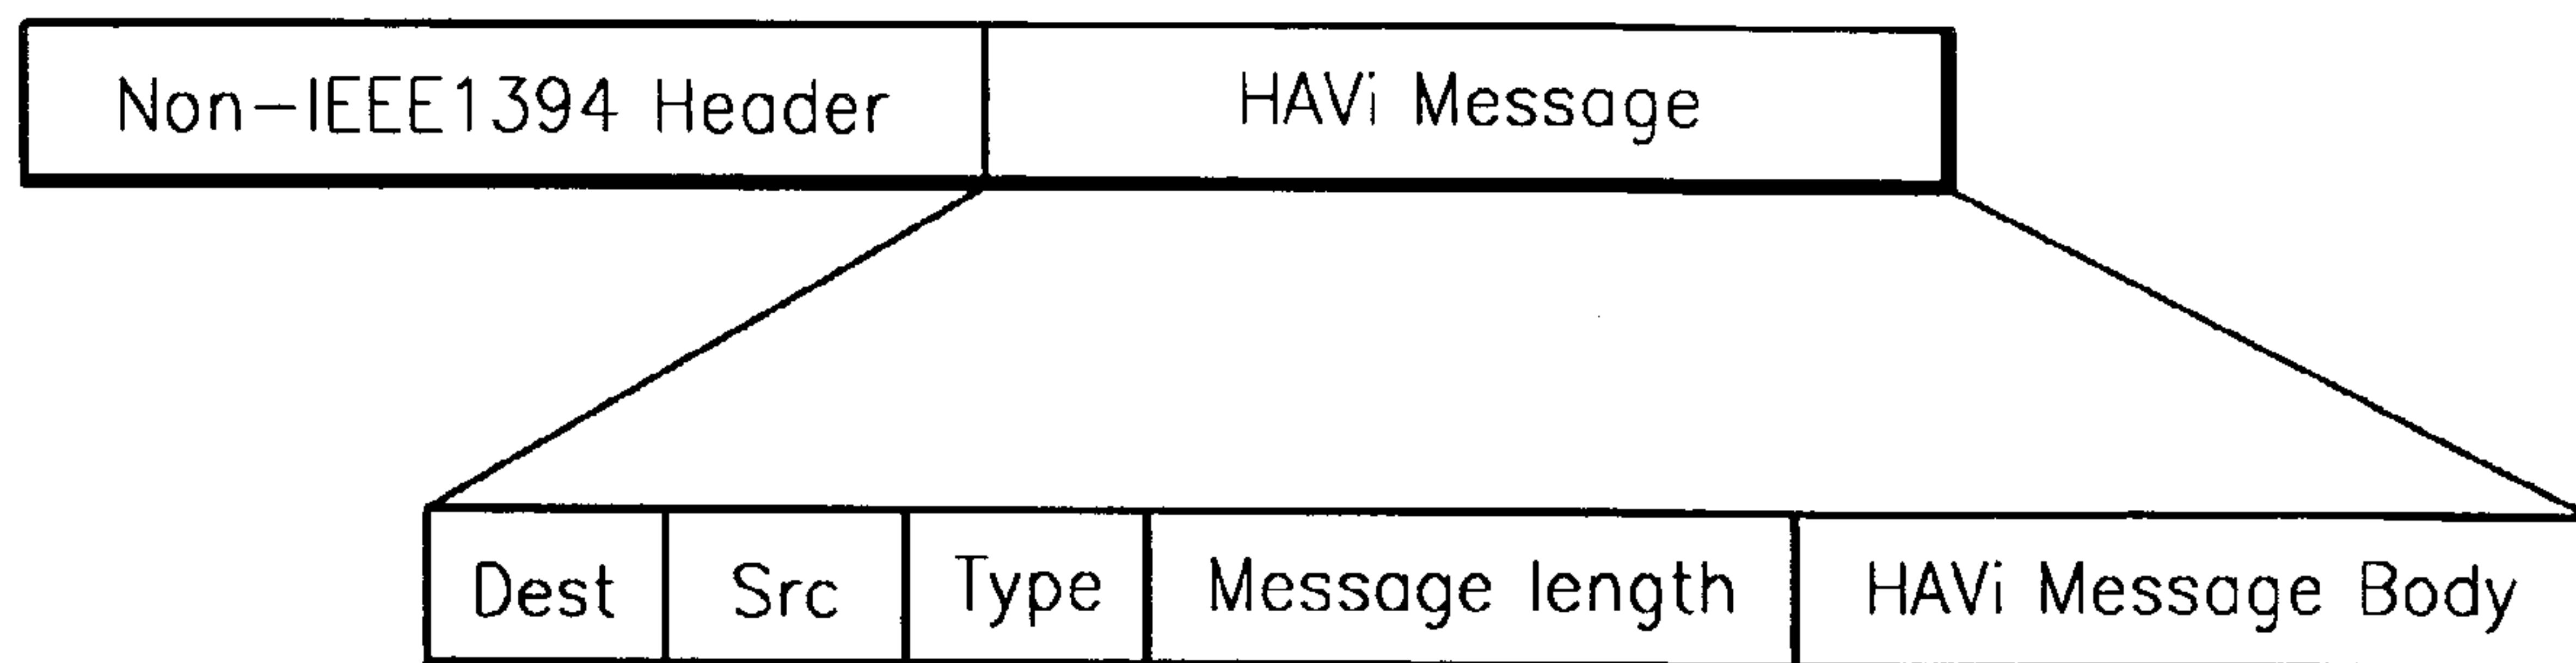 Non-IEEE1394 Header HAVi Message
Dest Src Type Message length HAVi Message Body